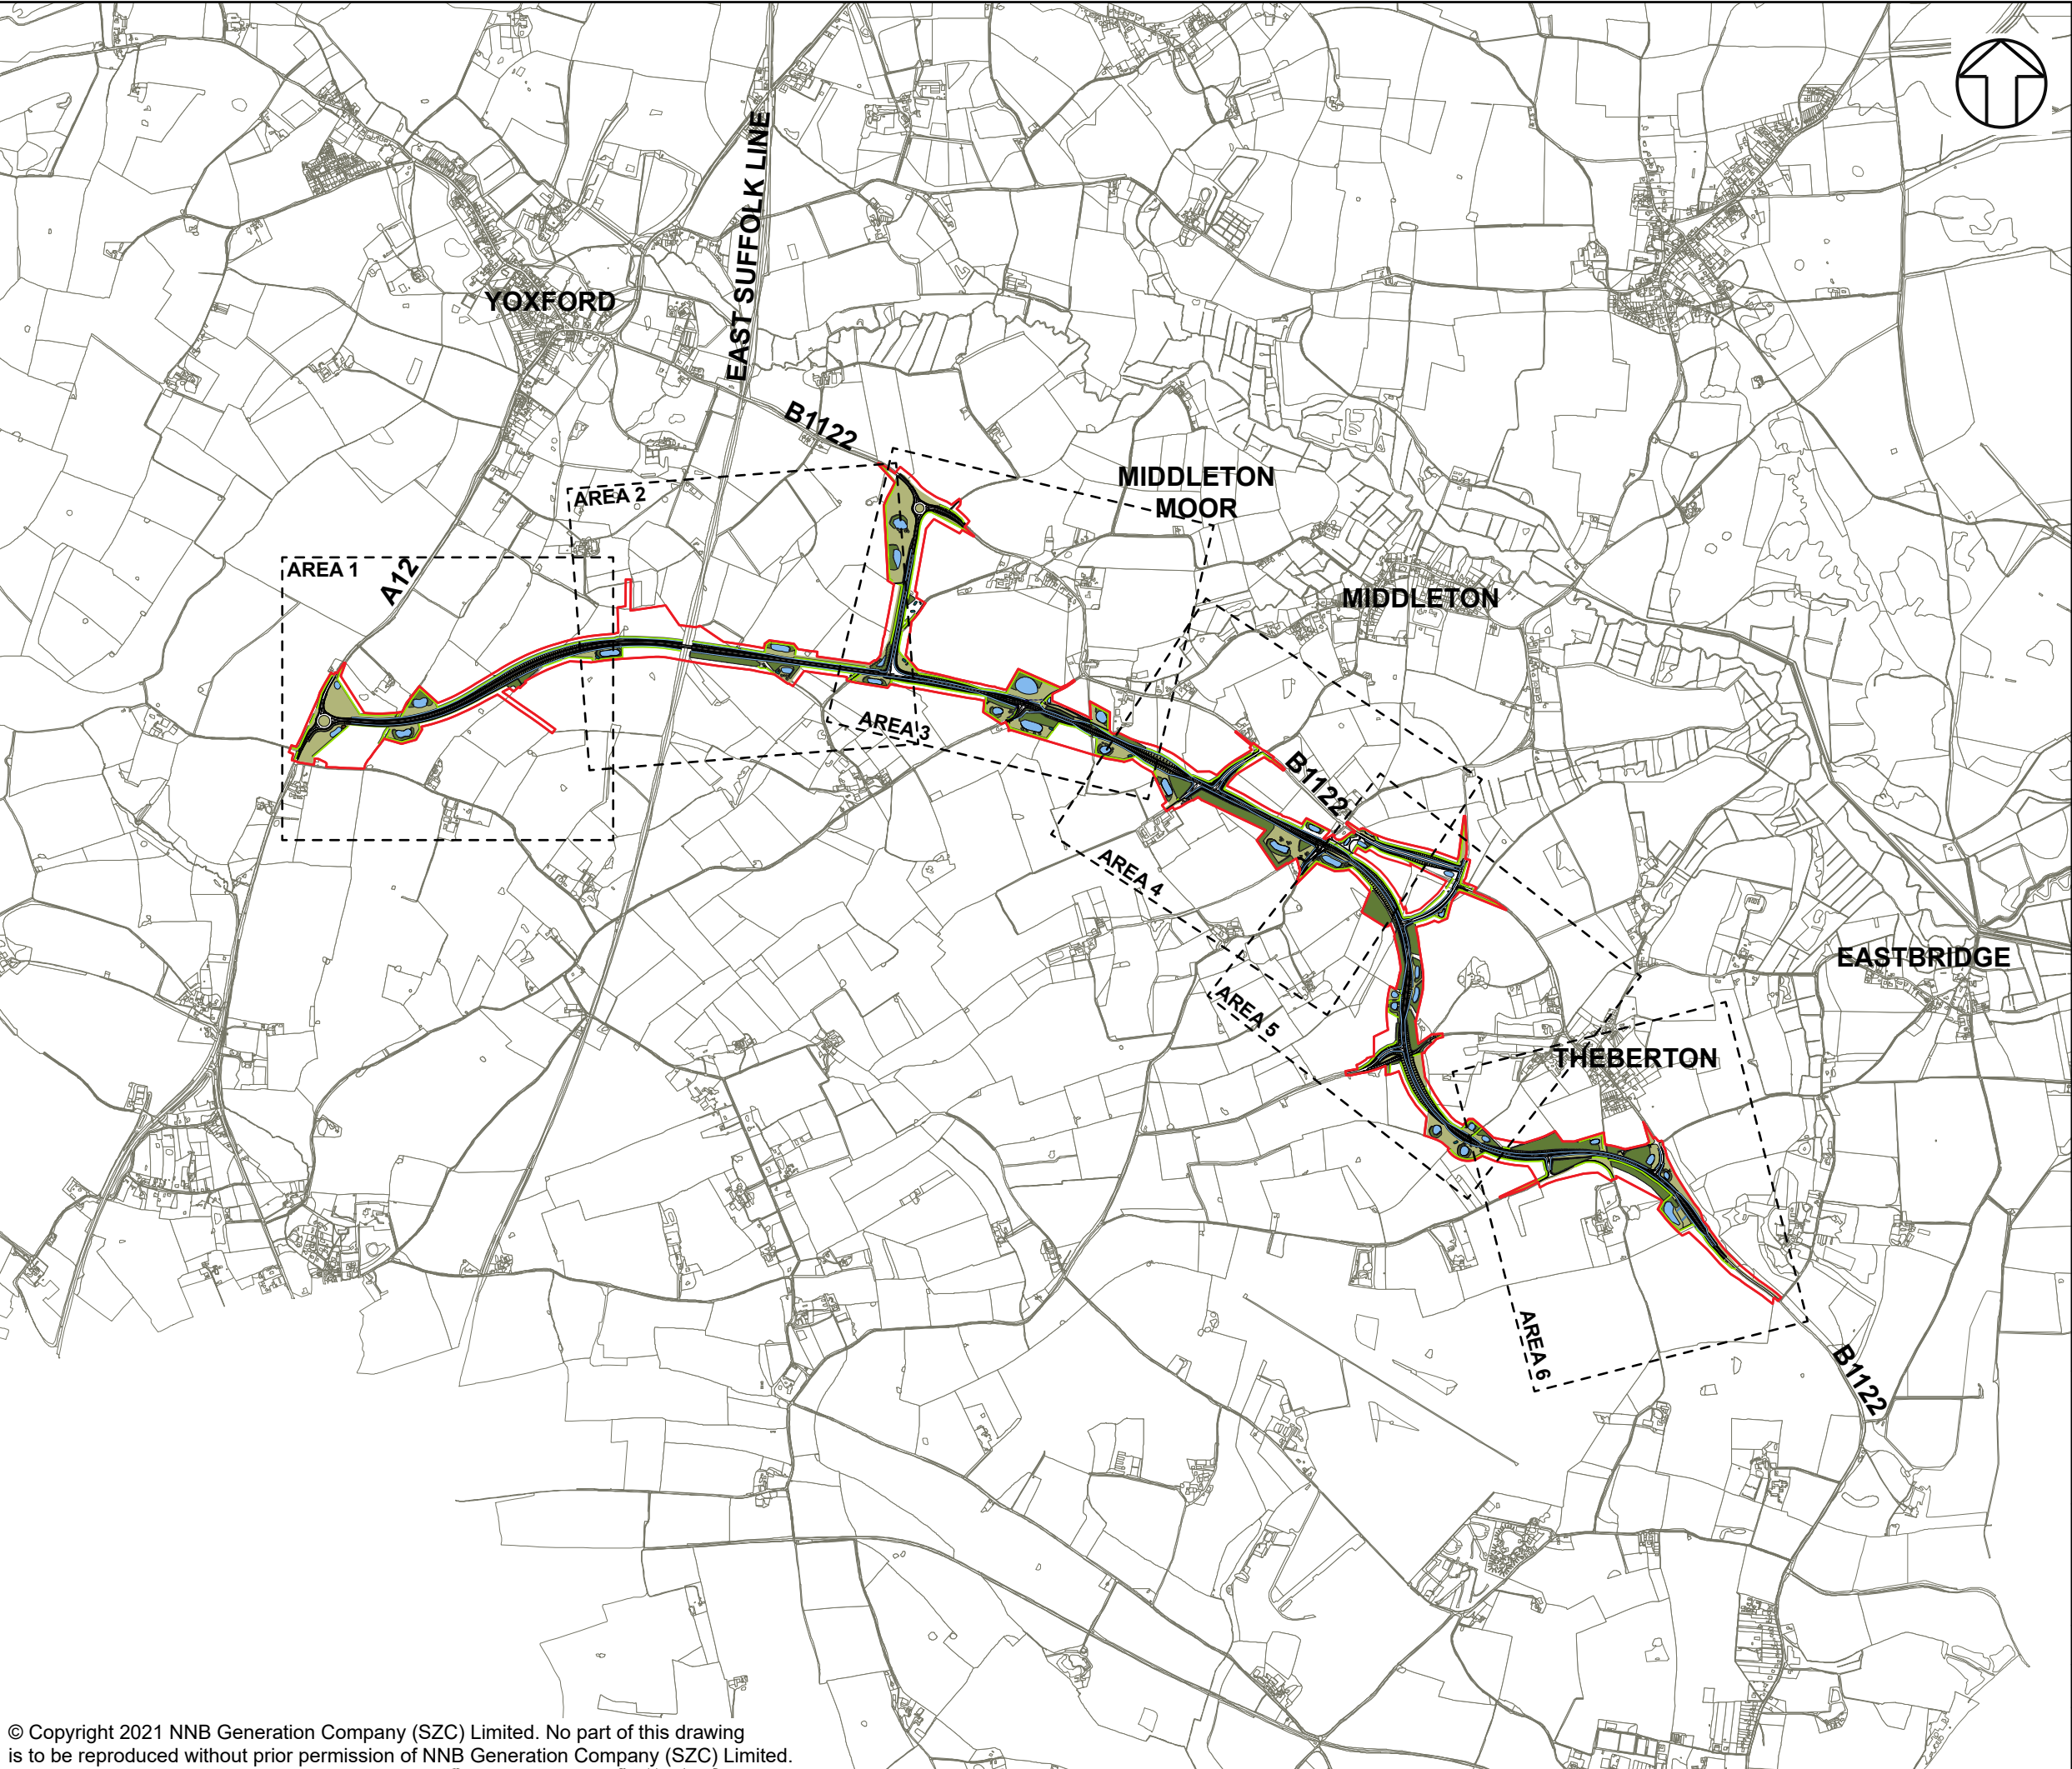 EAST SUFFOLK LINE
YOXFORD
B1122
MIDDLETON
MOOR
AREA 2
AREA 1
A12
MIDDLETON
AREA 3
B1122
AREA 4
EASTBRIDGE
AREA 5
THEBERTON
AREA 6
B1122
© Copyright 2021 NNB Generation Company (SZC) Limited. No part of this drawing
is to be reproduced without prior permission of NNB Generation Company (SZC) Limited.